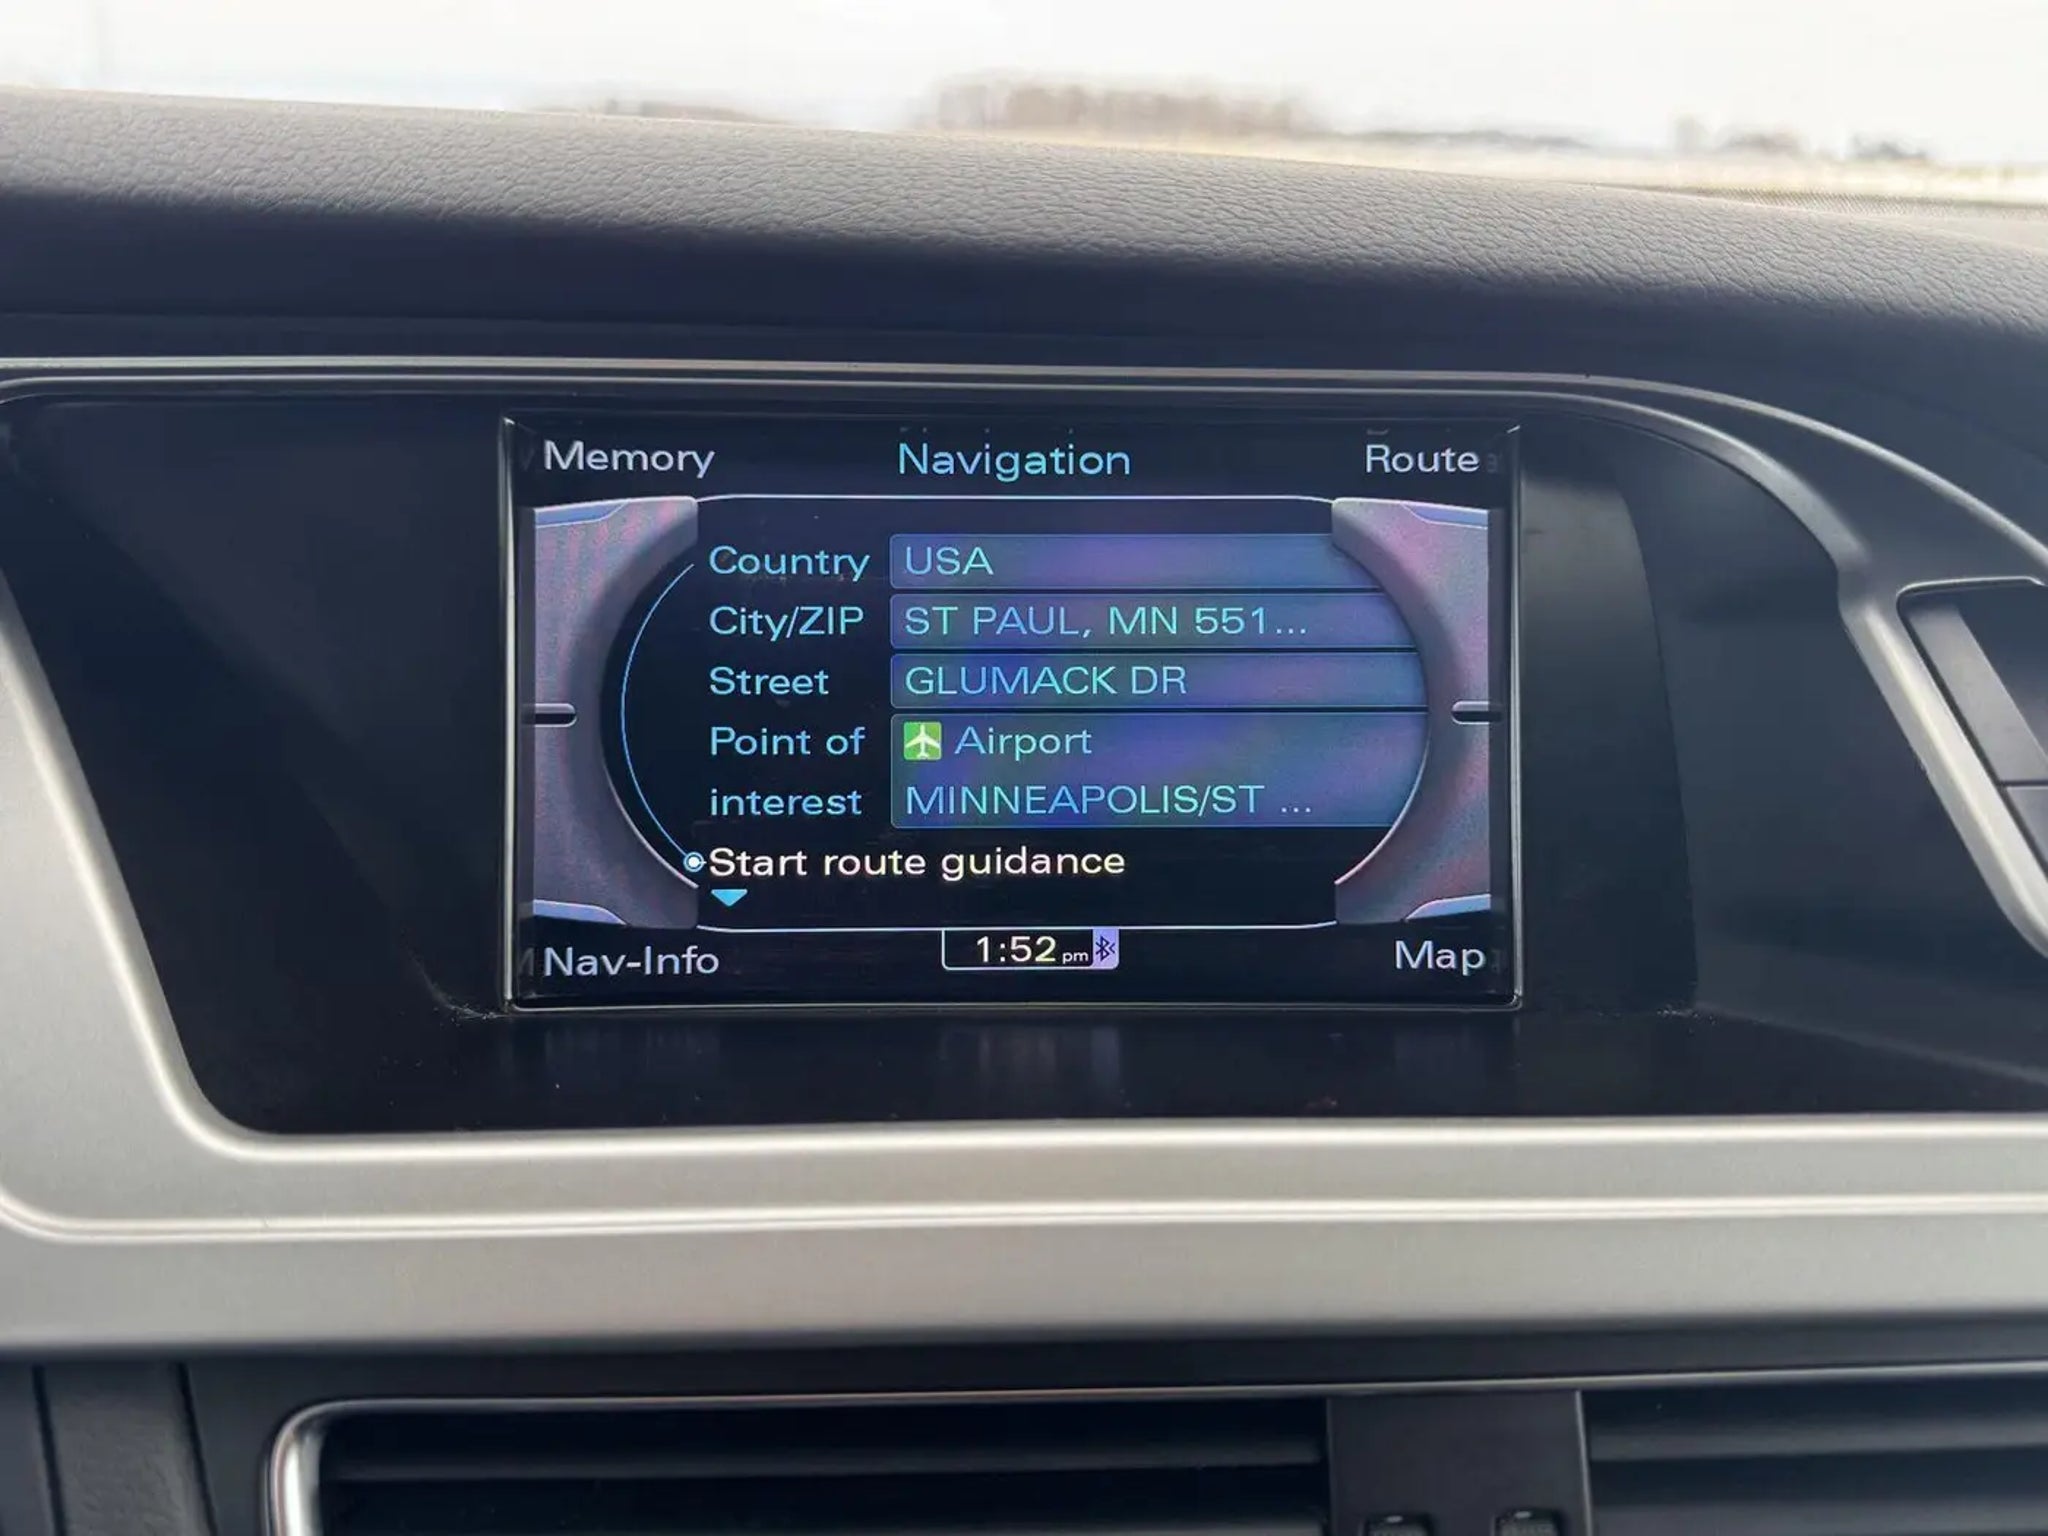 Memory Navigation Route
Country USA
City/ZIP ST PAUL, MN 551...
Street GLUMACK DR
Point of Airport
interest MINNEAPOLIS/ST ...
Start route guidance
Nav-Info 1:52 pm Map